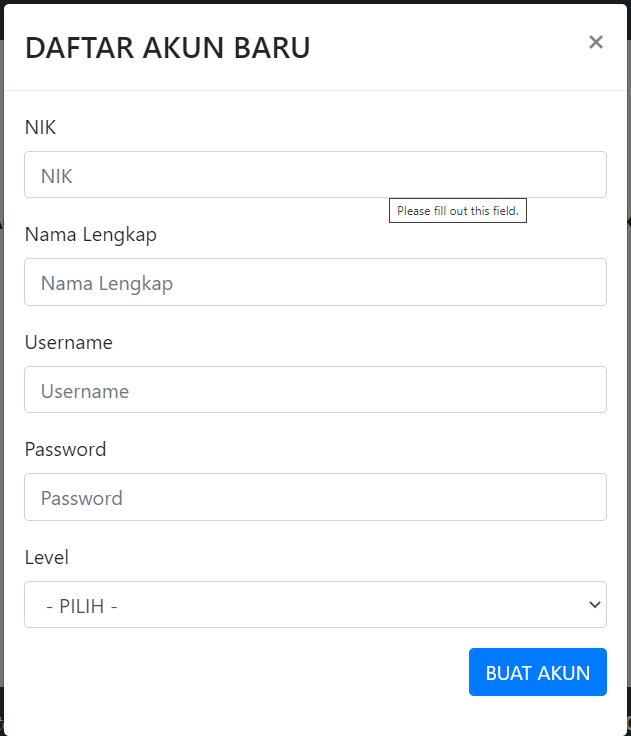 DAFTAR AKUN BARU ×
NIK
NIK
Please fill out this field.
Nama Lengkap
Nama Lengkap
Username
Username
Password
Password
Level
- PILIH -
BUAT AKUN